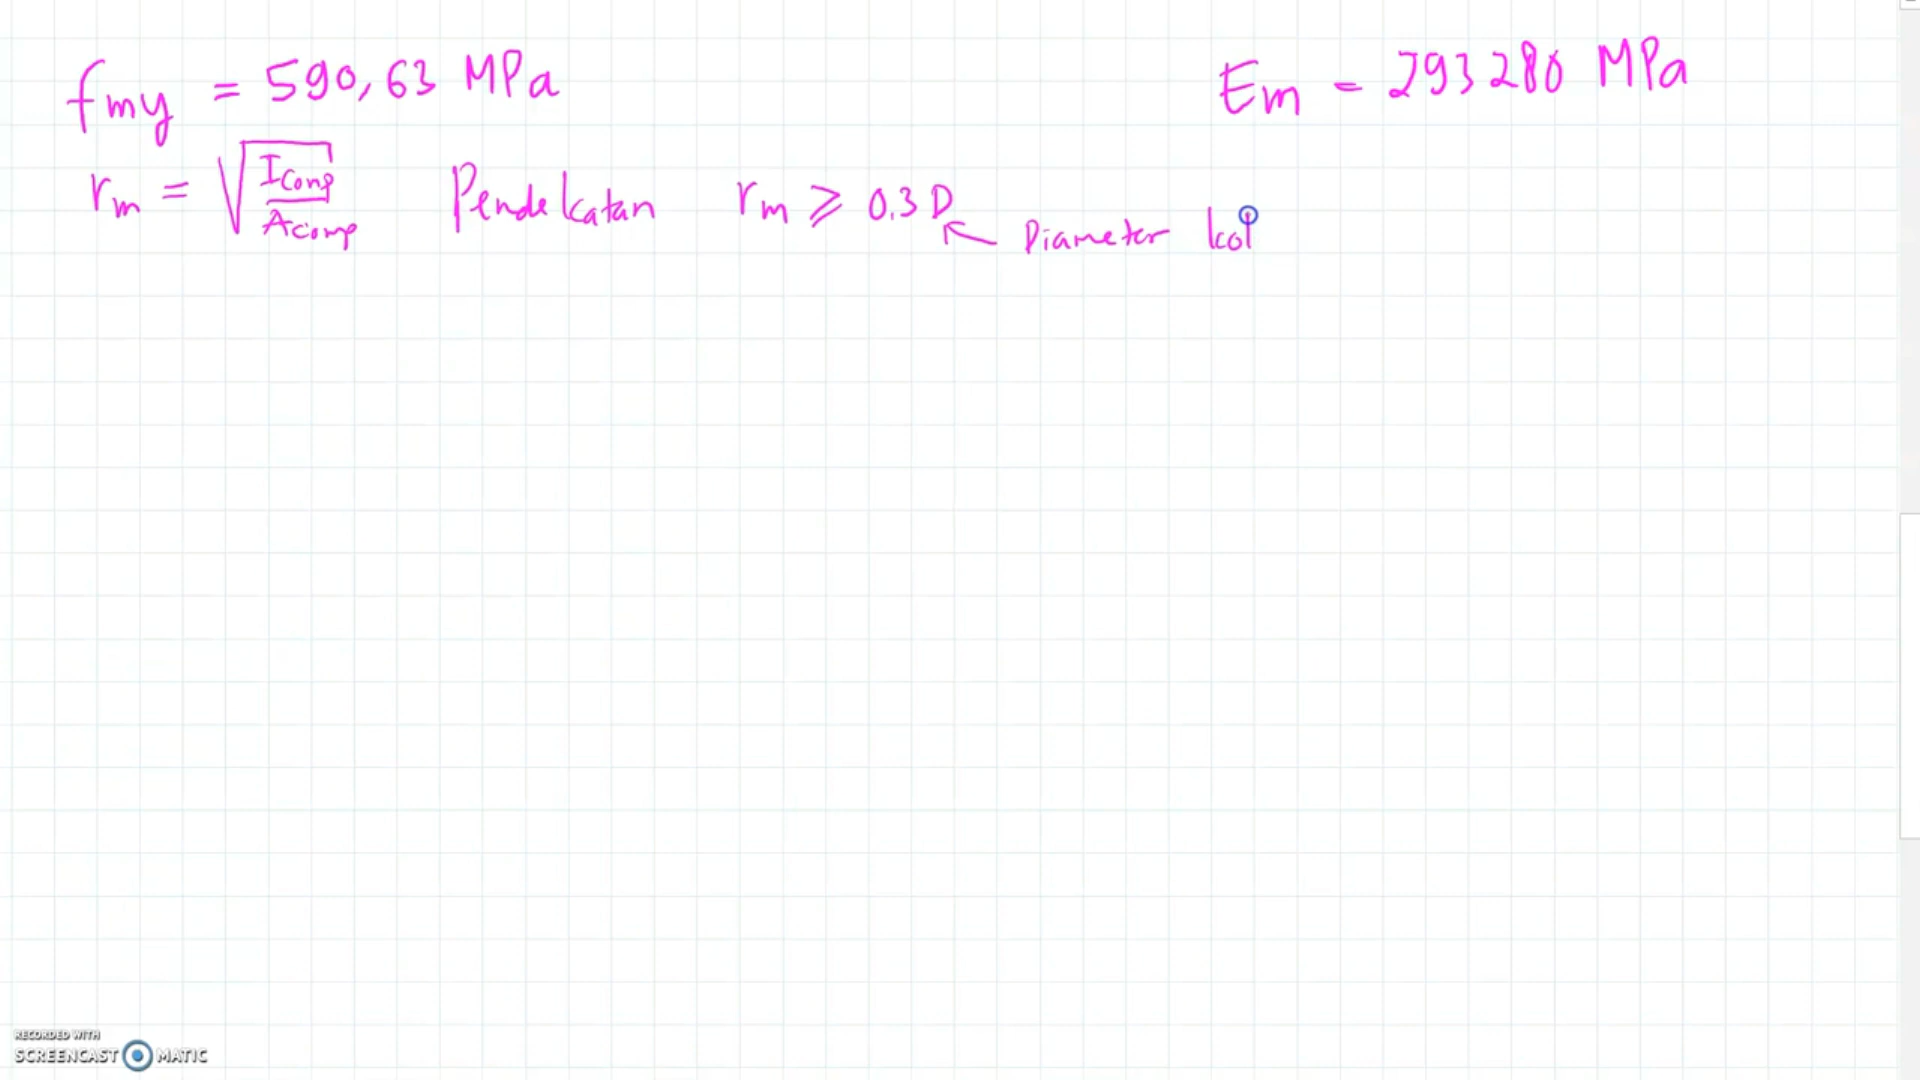 fmy = 590,63 MPa Em = 293280 MPa
rm = √(Icomp/Acomp) Pendekatan rm ≥ 0.3 D
Diameter kol
RECORDED WITH
SCREENCAST MATIC